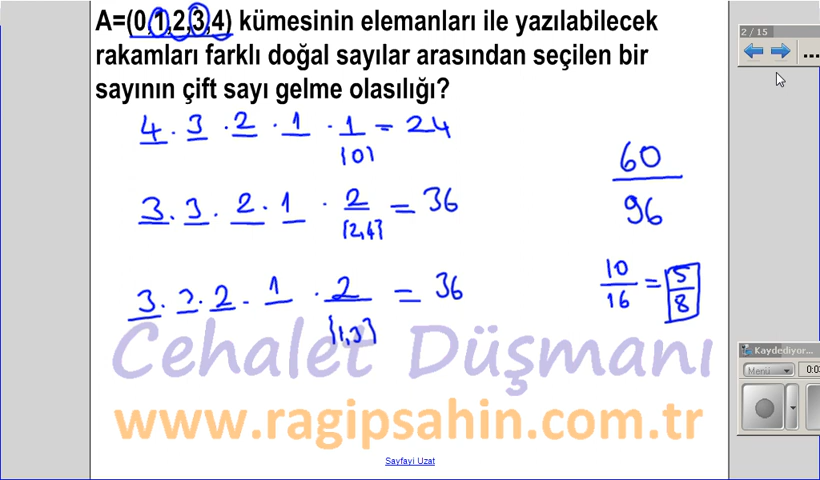 A=(0,1,2,3,4) kümesinin elemanları ile yazılabilecek
rakamları farklı doğal sayılar arasından seçilen bir
sayının çift sayı gelme olasılığı?
4 . 3 . 2 . 1 . 1 = 24
{0}
3 . 3 . 2 . 1 . 2 = 36
{2,4}
3 . 3 . 2 . 1 . 2 = 36
{1,3}
60
96
10
16
=
5
8
Cehalet Düşmanı
www.ragipsahin.com.tr
Sayfayi Uzat
2 / 15
...
Kaydediyor...
Menü
0:0